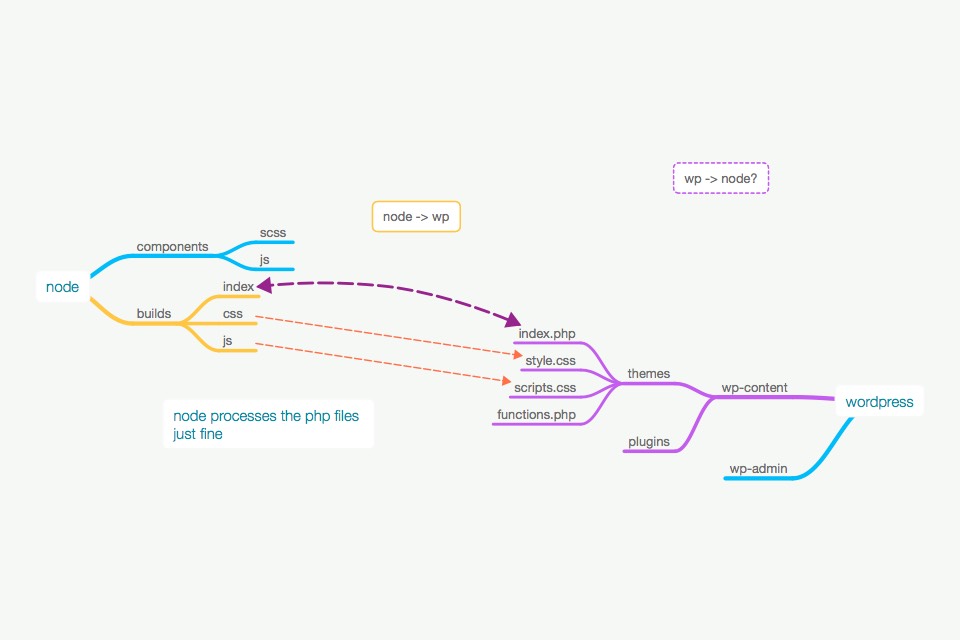 wp -> node?
node -> wp
scss
components
js
node
index
builds
css
js
index.php
style.css
themes
scripts.css
wp-content
wordpress
functions.php
node processes the php files
just fine
plugins
wp-admin